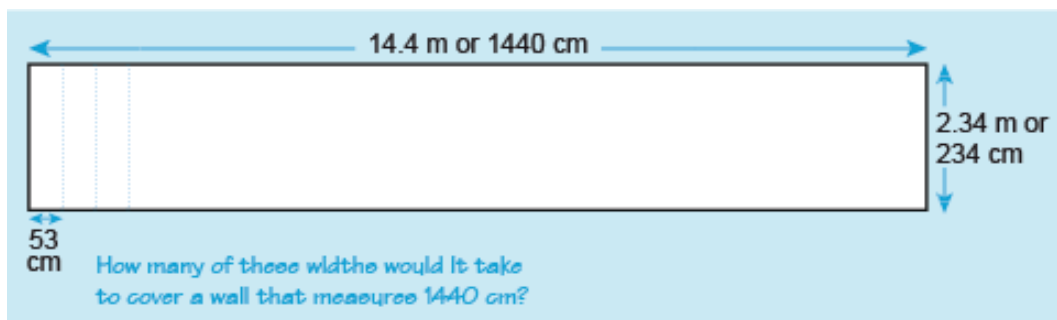 14.4 m or 1440 cm
2.34 m or
234 cm
53
cm
How many of these widths would it take
to cover a wall that measures 1440 cm?